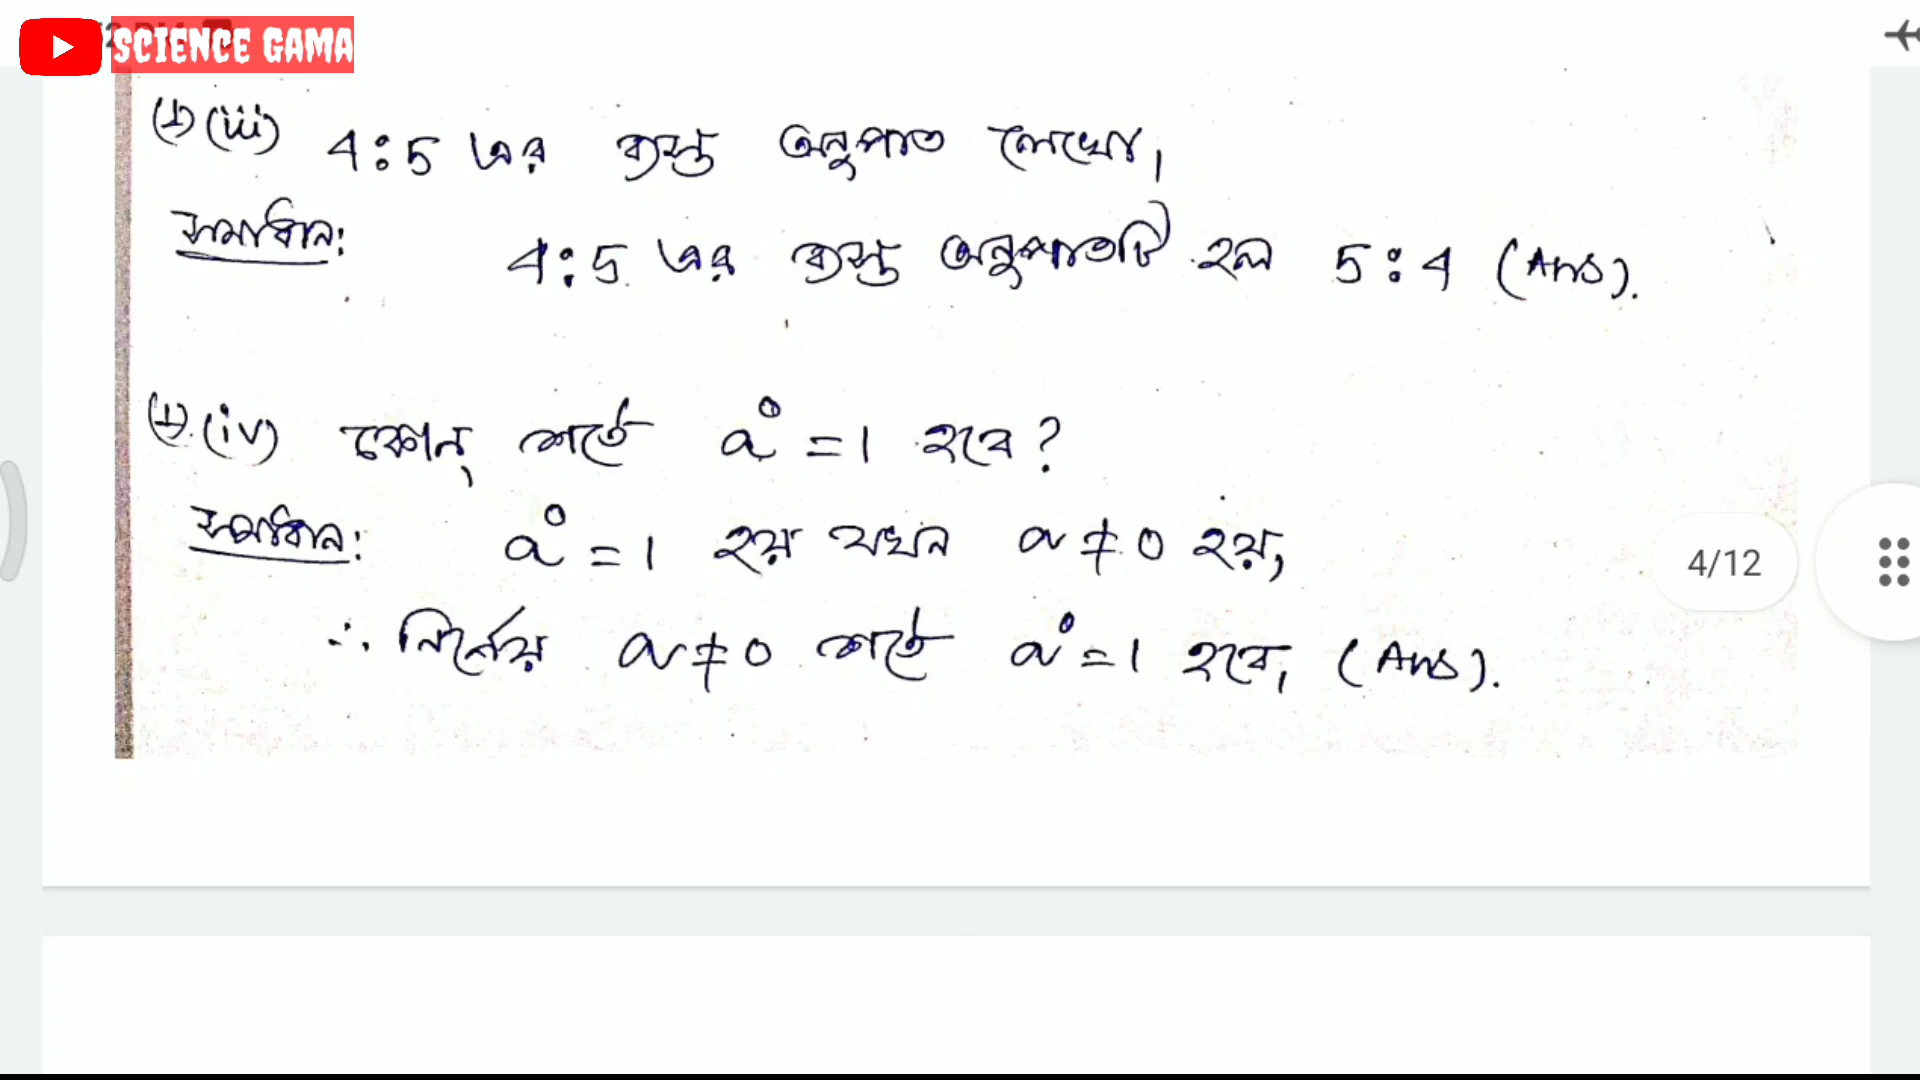 SCIENCE GAMA
(1)(iii) 4:5 এর ব্যস্ত অনুপাত লেখো।
সমাধান: 4:5 এর ব্যস্ত অনুপাতটি হল 5:4 (Ans).
(1).(iv) কোন্ শর্তে a⁰ = 1 হবে?
সমাধান: a⁰ = 1 হয় যখন a ≠ 0 হয়,
4/12
∴ নির্ণেয় a ≠ 0 শর্তে a⁰ = 1 হবে। (Ans).